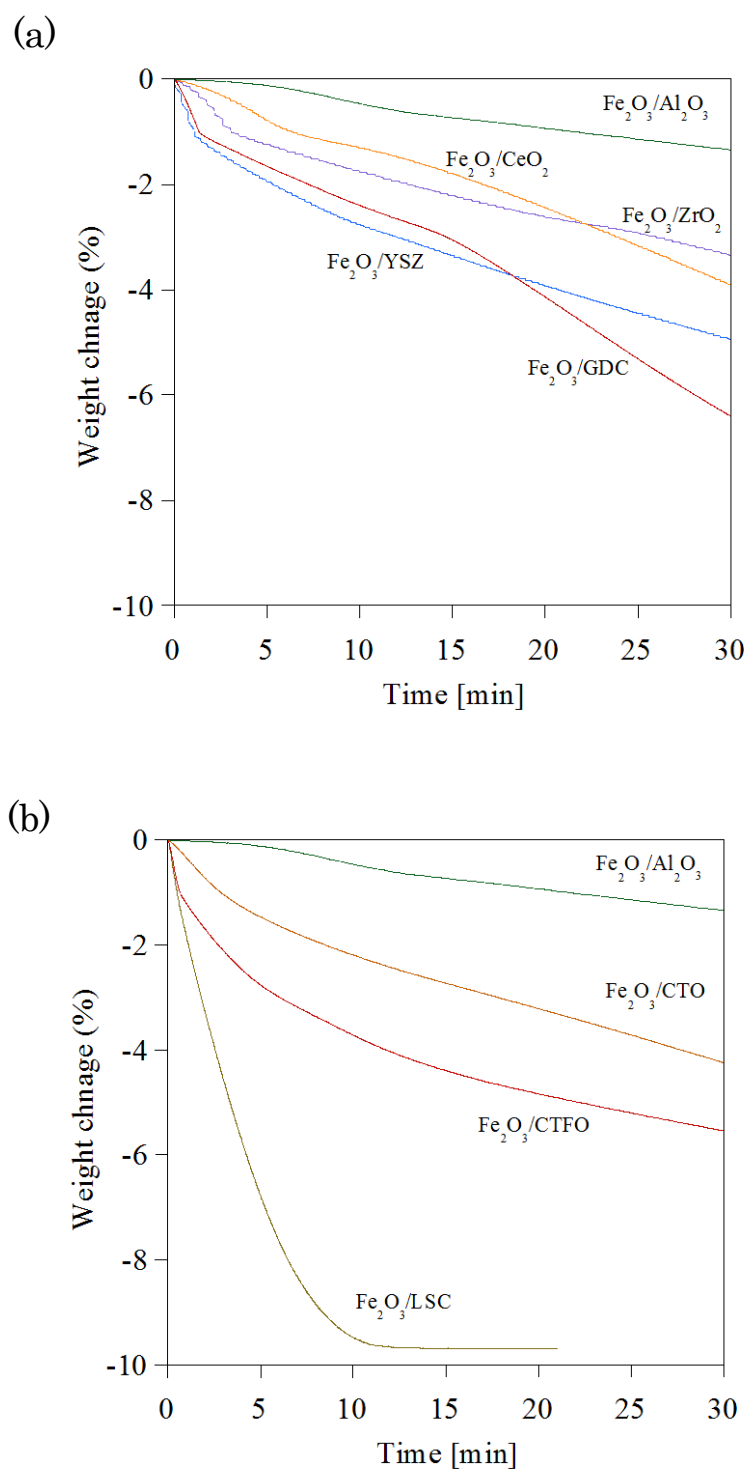 (a)
0
-2
-4
-6
-8
-10
Weight chnage (%)
Fe₂O₃/Al₂O₃
Fe₂O₃/CeO₂
Fe₂O₃/ZrO₂
Fe₂O₃/YSZ
Fe₂O₃/GDC
0 5 10 15 20 25 30
Time [min]
(b)
0
-2
-4
-6
-8
-10
Weight chnage (%)
Fe₂O₃/Al₂O₃
Fe₂O₃/CTO
Fe₂O₃/CTFO
Fe₂O₃/LSC
0 5 10 15 20 25 30
Time [min]